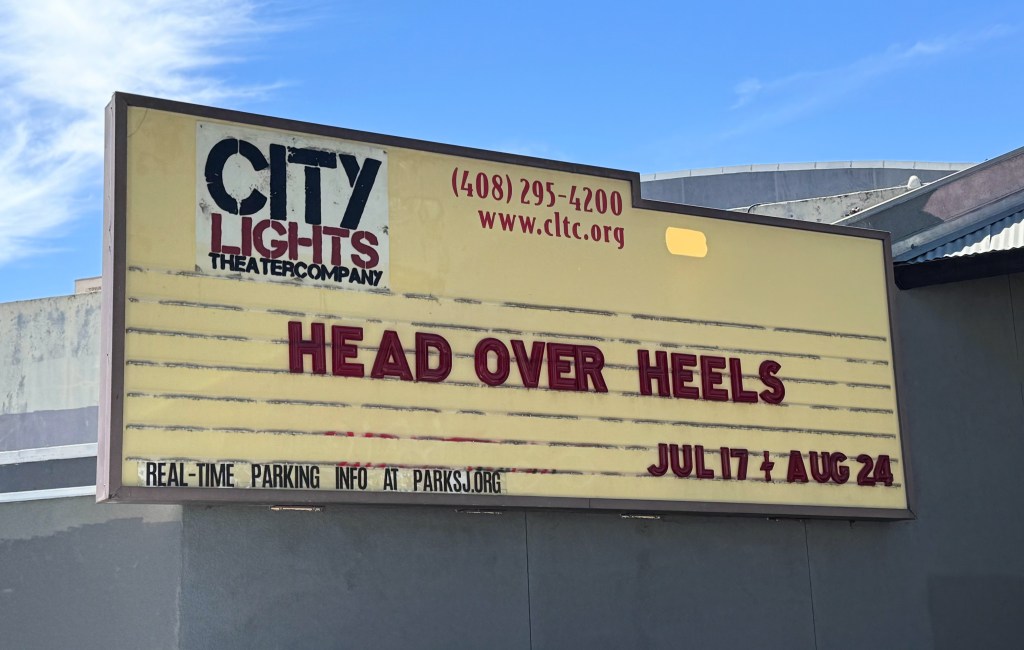 CITY
LIGHTS
THEATERCOMPANY
(408) 295-4200
www.cltc.org
HEAD OVER HEELS
JUL 17 - AUG 24
REAL-TIME PARKING INFO AT PARKSJ.ORG